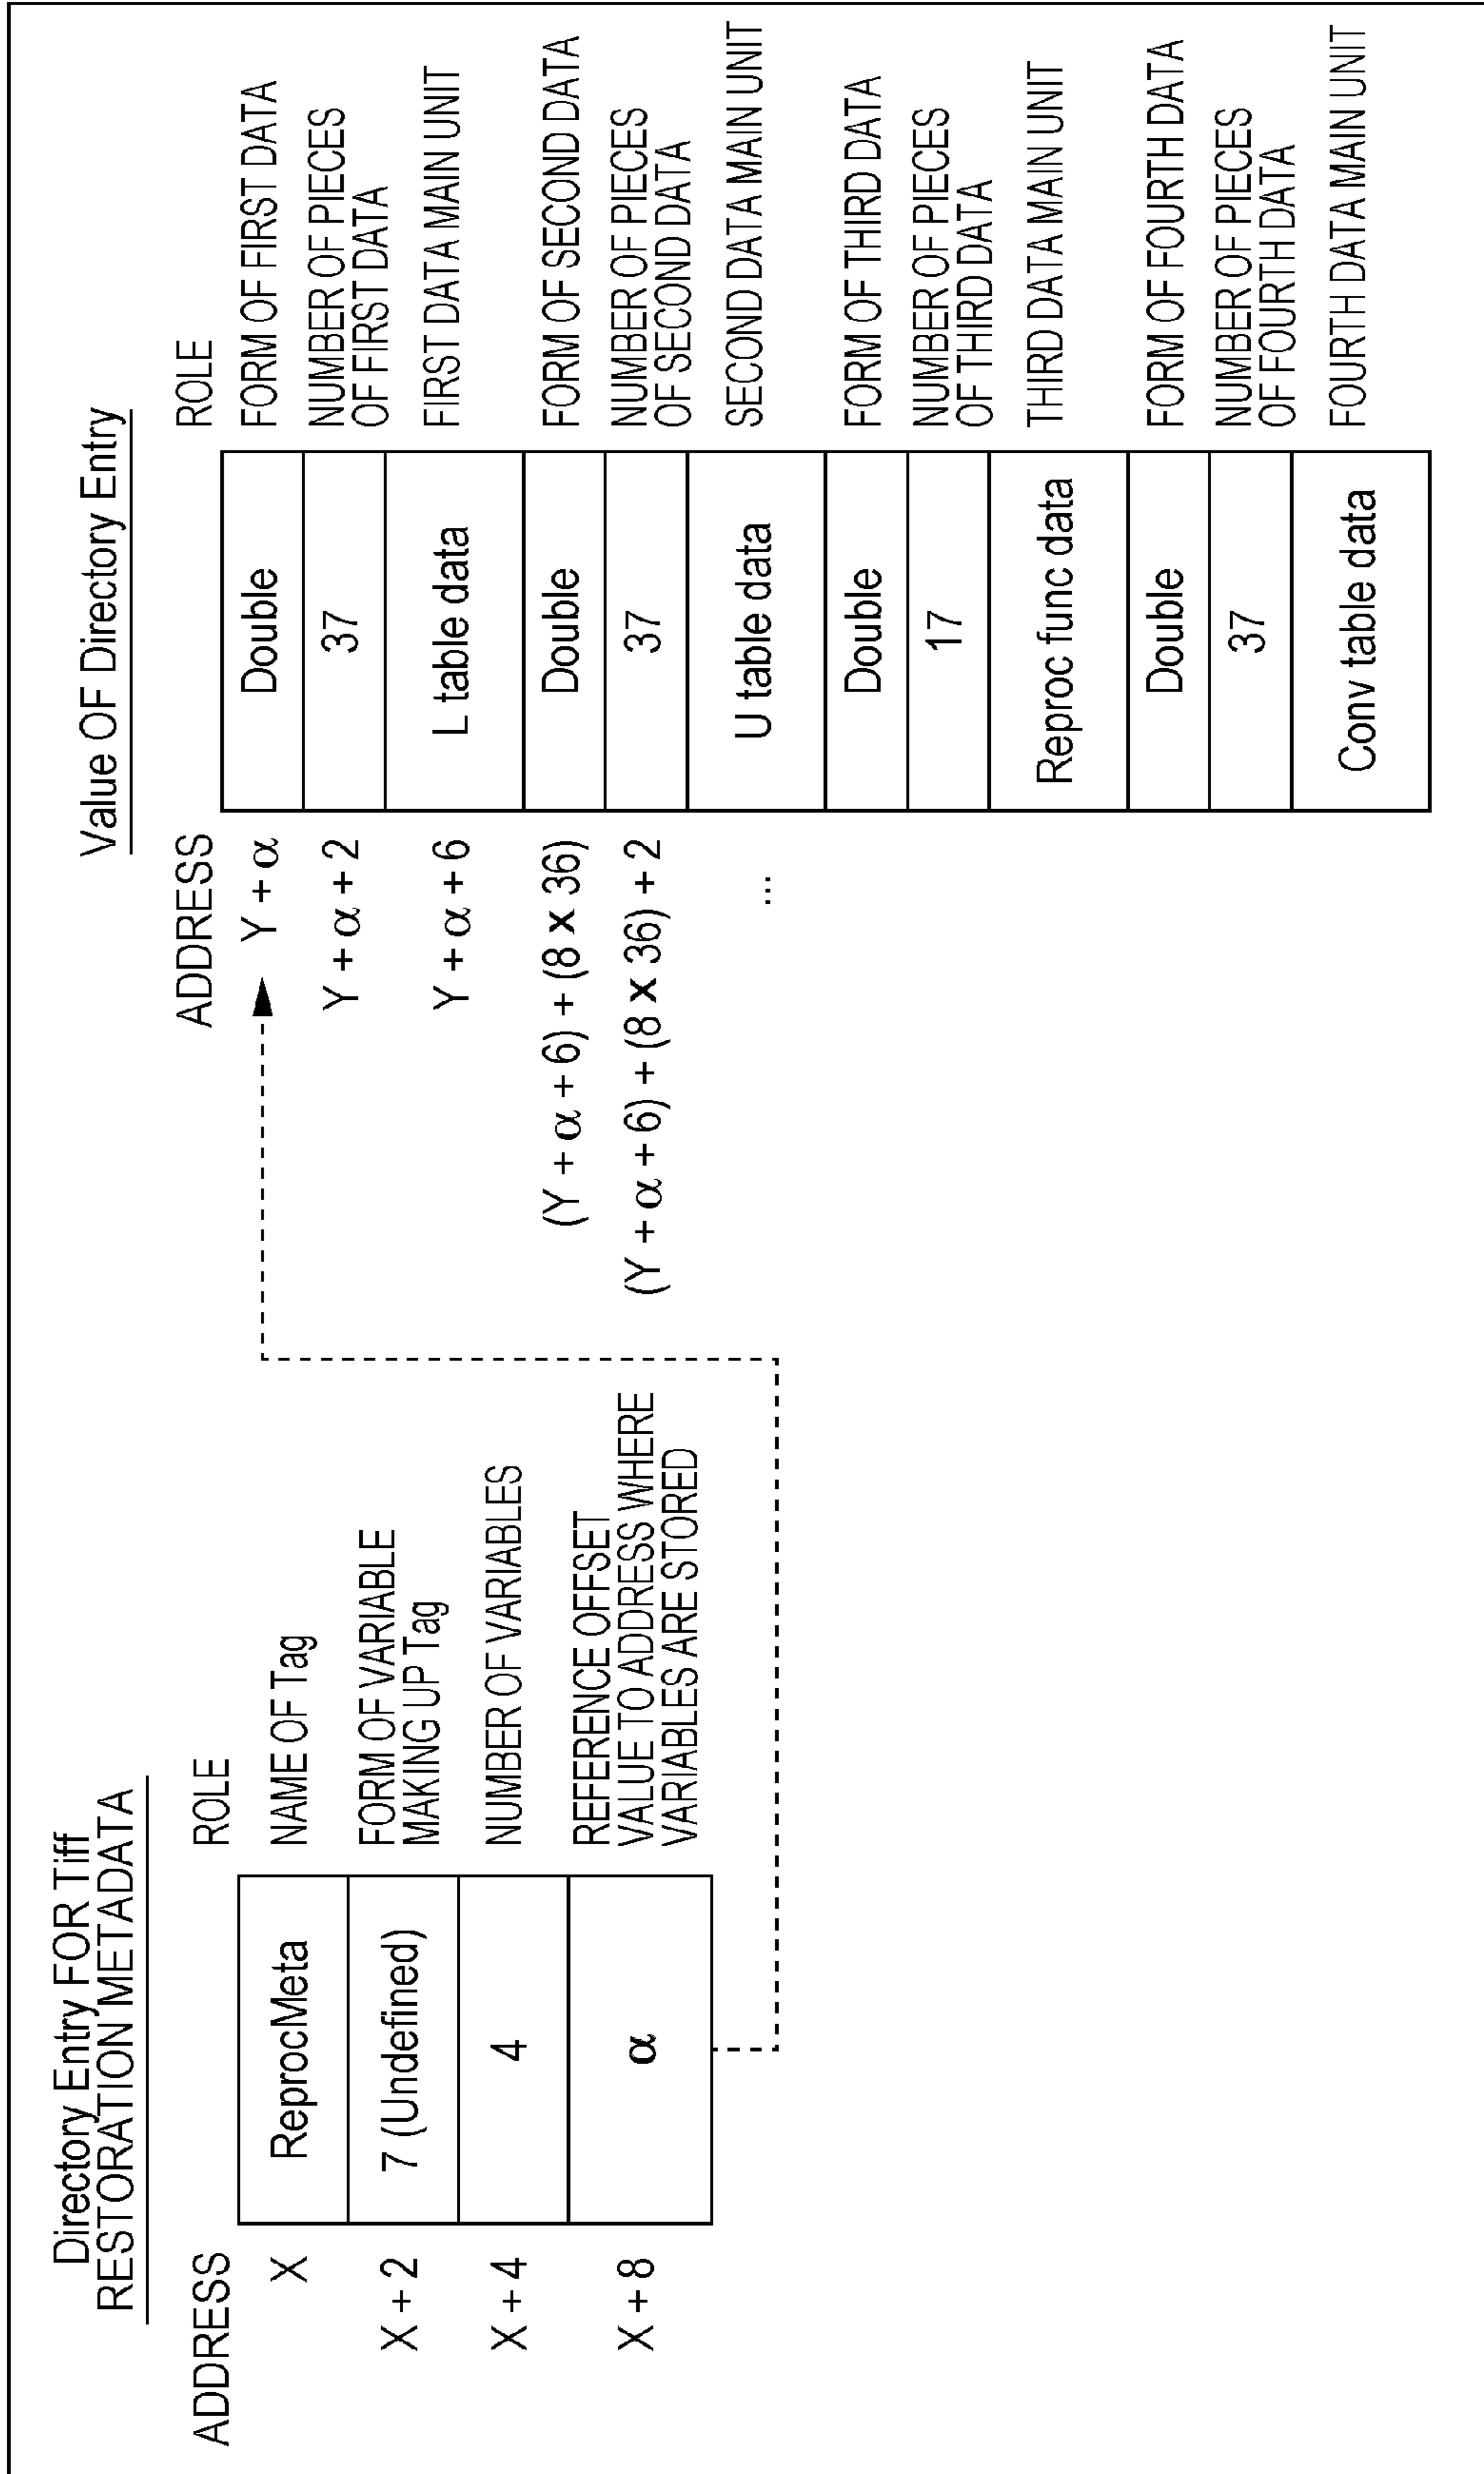 Directory Entry FOR Tiff
RESTORATION METADATA
ADDRESS
ROLE
X
ReprocMeta
NAME OF Tag
X + 2
7 (Undefined)
FORM OF VARIABLE
MAKING UP Tag
X + 4
4
NUMBER OF VARIABLES
X + 8
α
REFERENCE OFFSET
VALUE TO ADDRESS WHERE
VARIABLES ARE STORED
Value OF Directory Entry
ADDRESS
ROLE
Y + α
Double
FORM OF FIRST DATA
Y + α + 2
37
NUMBER OF PIECES
OF FIRST DATA
Y + α + 6
L table data
FIRST DATA MAIN UNIT
(Y + α + 6) + (8 x 36)
Double
FORM OF SECOND DATA
(Y + α + 6) + (8 x 36) + 2
37
NUMBER OF PIECES
OF SECOND DATA
...
U table data
SECOND DATA MAIN UNIT
Double
FORM OF THIRD DATA
17
NUMBER OF PIECES
OF THIRD DATA
Reproc func data
THIRD DATA MAIN UNIT
Double
FORM OF FOURTH DATA
37
NUMBER OF PIECES
OF FOURTH DATA
Conv table data
FOURTH DATA MAIN UNIT